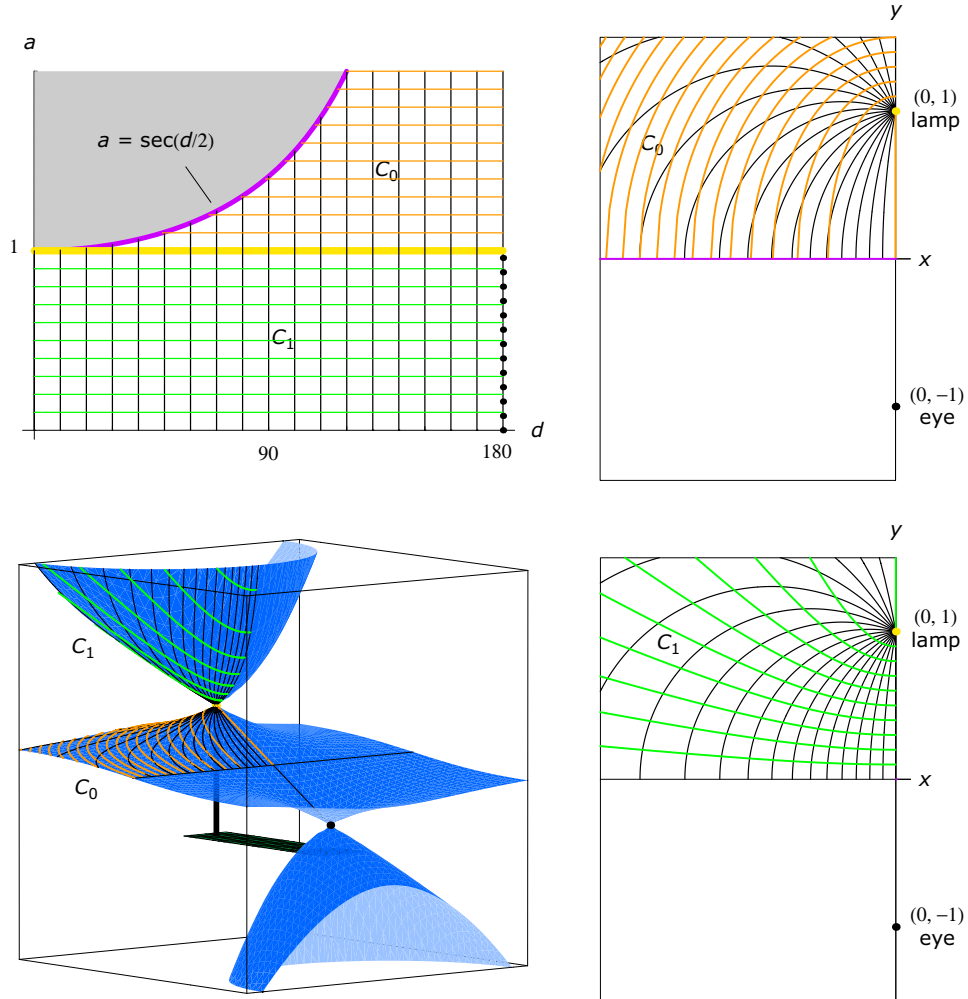 a
a = sec(d/2)
C₀
1
C₁
d
90
180
y
(0, 1)
lamp
C₀
x
(0, −1)
eye
C₁
C₀
y
(0, 1)
lamp
C₁
x
(0, −1)
eye